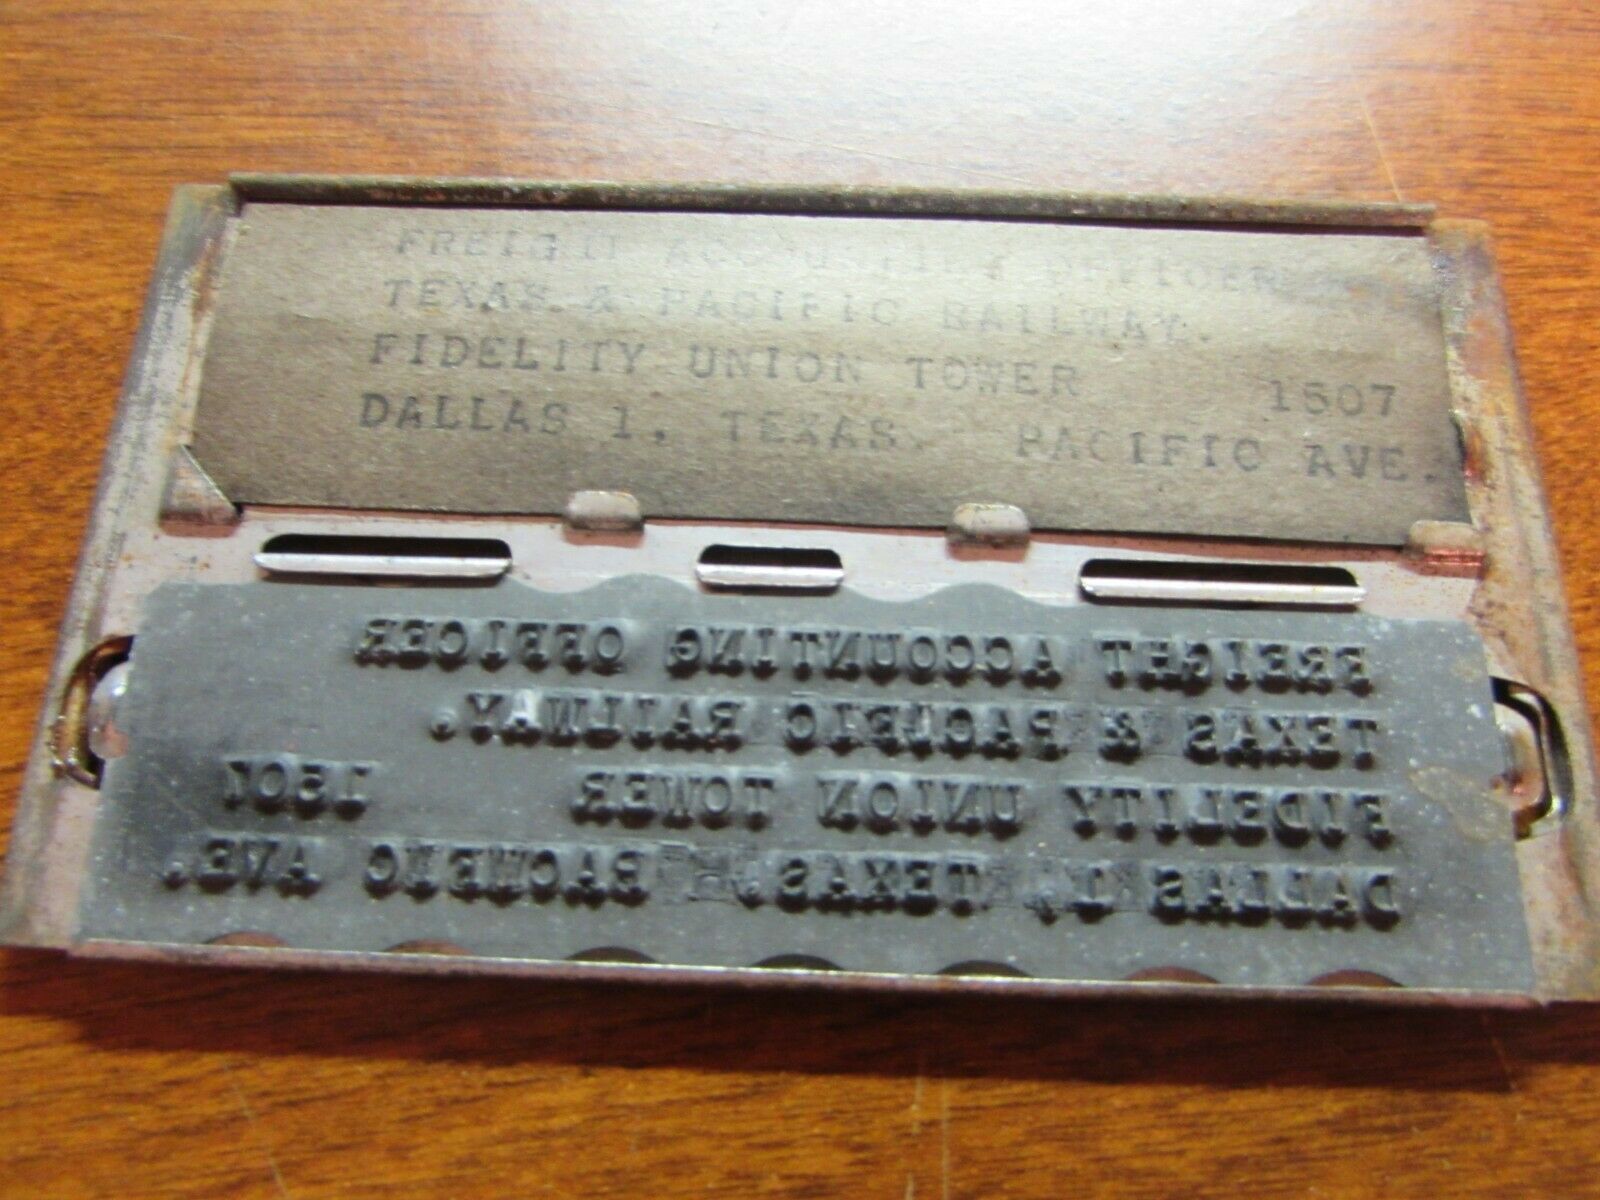 FREIGHT ACCOUNTING OFFICER
TEXAS & PACIFIC RAILWAY.
FIDELITY UNION TOWER 1507
DALLAS 1, TEXAS. PACIFIC AVE.
FREIGHT ACCOUNTING OFFICER
TEXAS & PACIFIC RAILWAY.
FIDELITY UNION TOWER 1507
DALLAS 1, TEXAS. PACIFIC AVE.